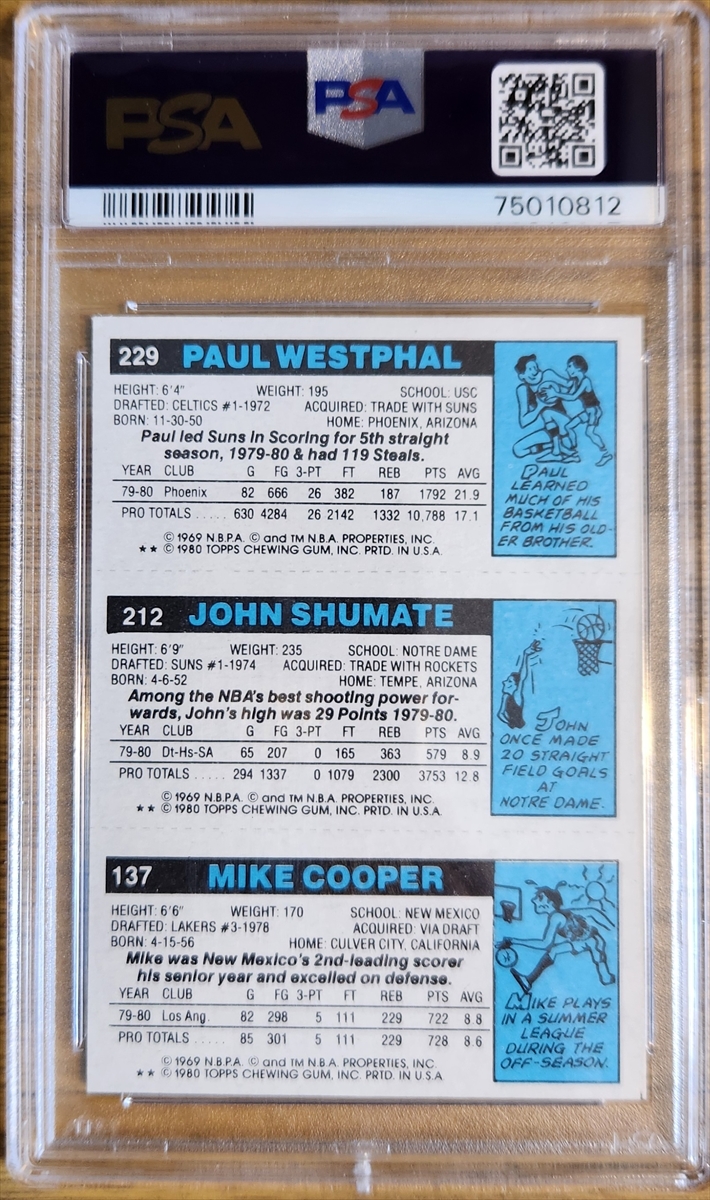 PSA
PSA
75010812
229 PAUL WESTPHAL
HEIGHT: 6'4" WEIGHT: 195 SCHOOL: USC
DRAFTED: CELTICS #1-1972 ACQUIRED: TRADE WITH SUNS
BORN: 11-30-50 HOME: PHOENIX, ARIZONA
Paul led Suns in Scoring for 5th straight
season, 1979-80 & had 119 Steals.
YEAR CLUB G FG 3-PT FT REB PTS AVG
79-80 Phoenix 82 666 26 382 187 1792 21.9
PRO TOTALS ..... 630 4284 26 2142 1332 10,788 17.1
© 1969 N.B.P.A. © and TM N.B.A. PROPERTIES, INC.
★★ © 1980 TOPPS CHEWING GUM, INC. PRTD. IN U.S.A.
PAUL
LEARNED
MUCH OF HIS
BASKETBALL
FROM HIS OLD-
ER BROTHER.
212 JOHN SHUMATE
HEIGHT: 6'9" WEIGHT: 235 SCHOOL: NOTRE DAME
DRAFTED: SUNS #1-1974 ACQUIRED: TRADE WITH ROCKETS
BORN: 4-6-52 HOME: TEMPE, ARIZONA
Among the NBA's best shooting power for-
wards, John's high was 29 Points 1979-80.
YEAR CLUB G FG 3-PT FT REB PTS AVG
79-80 Dt-Hs-SA 65 207 0 165 363 579 8.9
PRO TOTALS ..... 294 1337 0 1079 2300 3753 12.8
© 1969 N.B.P.A. © and TM N.B.A. PROPERTIES, INC.
★★ © 1980 TOPPS CHEWING GUM, INC. PRTD. IN U.S.A.
JOHN
ONCE MADE
20 STRAIGHT
FIELD GOALS
AT
NOTRE DAME.
137 MIKE COOPER
HEIGHT: 6'6" WEIGHT: 170 SCHOOL: NEW MEXICO
DRAFTED: LAKERS #3-1978 ACQUIRED: VIA DRAFT
BORN: 4-15-56 HOME: CULVER CITY, CALIFORNIA
Mike was New Mexico's 2nd-leading scorer
his senior year and excelled on defense.
YEAR CLUB G FG 3-PT FT REB PTS AVG
79-80 Los Ang. 82 298 5 111 229 722 8.8
PRO TOTALS ..... 85 301 5 111 229 728 8.6
© 1969 N.B.P.A. © and TM N.B.A. PROPERTIES, INC.
★★ © 1980 TOPPS CHEWING GUM, INC. PRTD. IN U.S.A
MIKE PLAYS
IN A SUMMER
LEAGUE
DURING THE
OFF-SEASON.